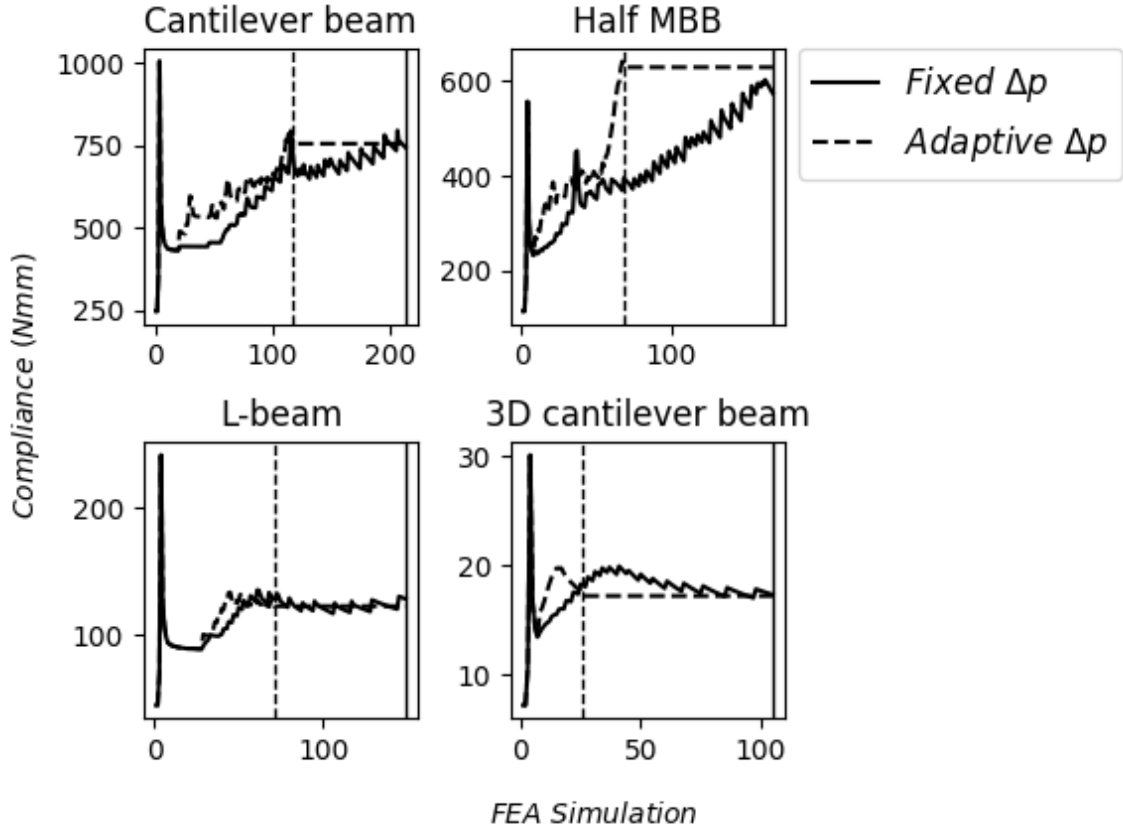 Cantilever beam
Half MBB
1000
750
500
250
0
100
200
600
400
200
0
100
Fixed Δp
Adaptive Δp
Compliance (Nmm)
L-beam
3D cantilever beam
200
100
0
100
30
20
10
0
50
100
FEA Simulation